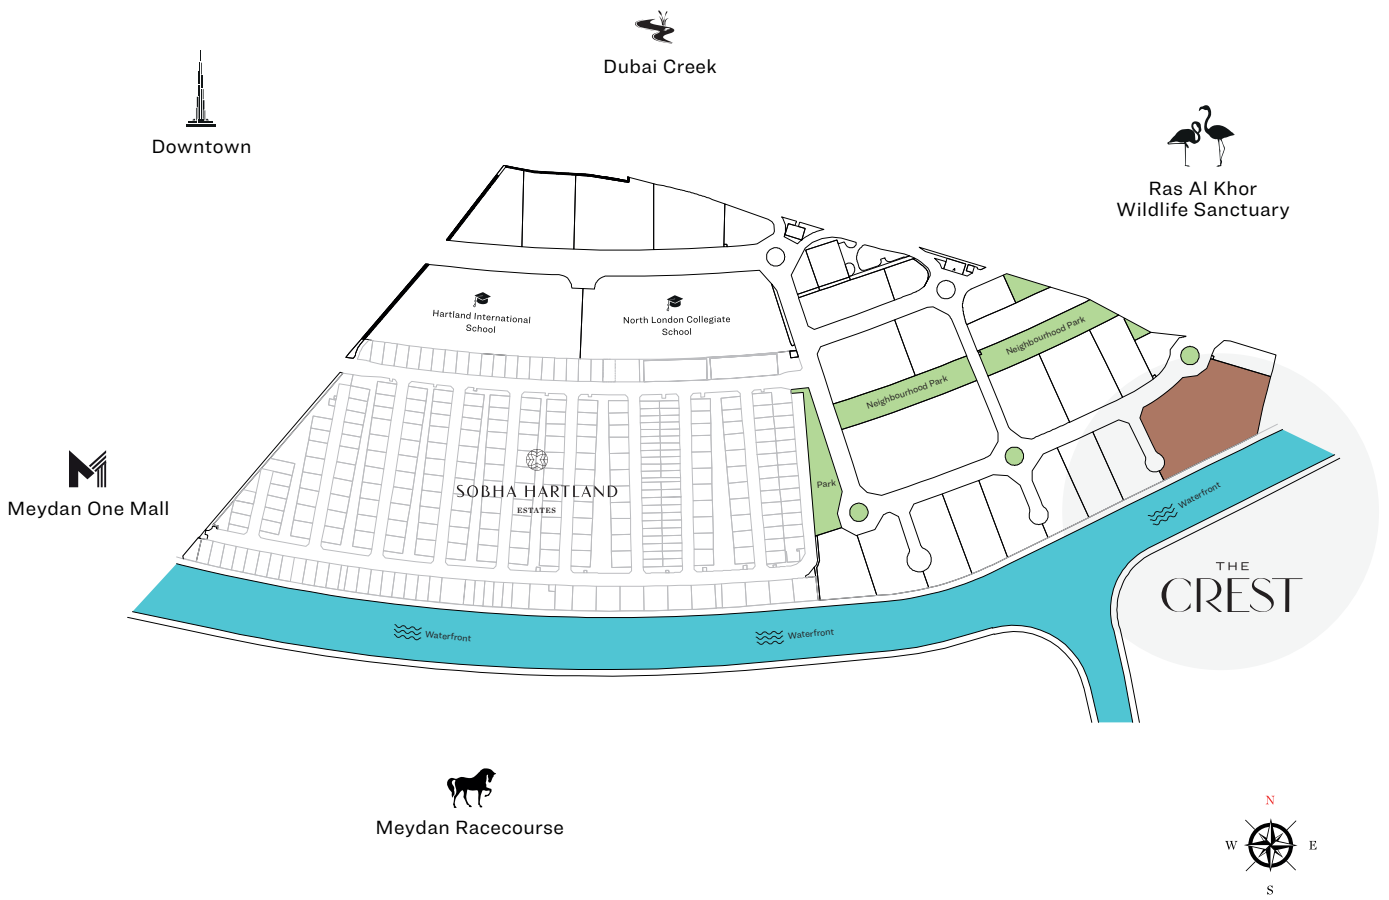 Dubai Creek
Downtown
Ras Al Khor
Wildlife Sanctuary
Hartland International
School
North London Collegiate
School
Neighbourhood Park
Neighbourhood Park
Park
Meydan One Mall
SOBHA HARTLAND
ESTATES
Waterfront
Waterfront
Waterfront
THE
CREST
Meydan Racecourse
N
W
E
S